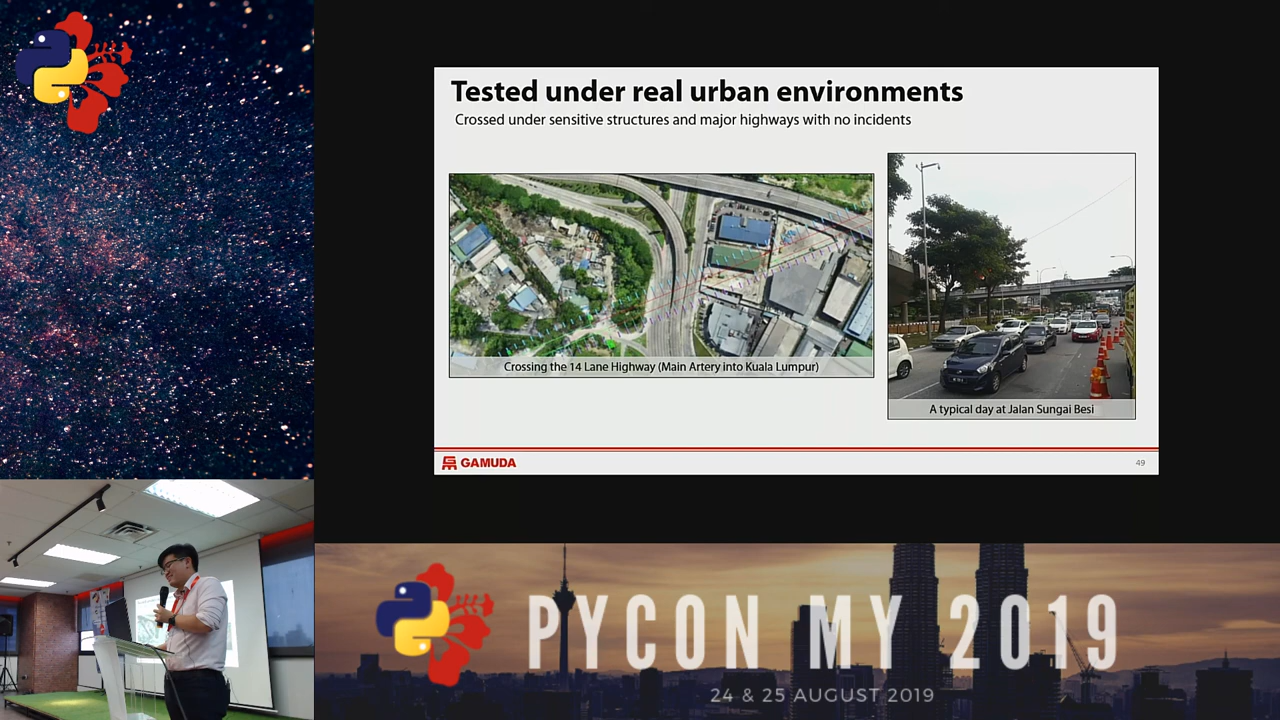 Tested under real urban environments
Crossed under sensitive structures and major highways with no incidents
Crossing the 14 Lane Highway (Main Artery into Kuala Lumpur)
A typical day at Jalan Sungai Besi
GAMUDA
49
PYCON MY 2019
24 & 25 AUGUST 2019